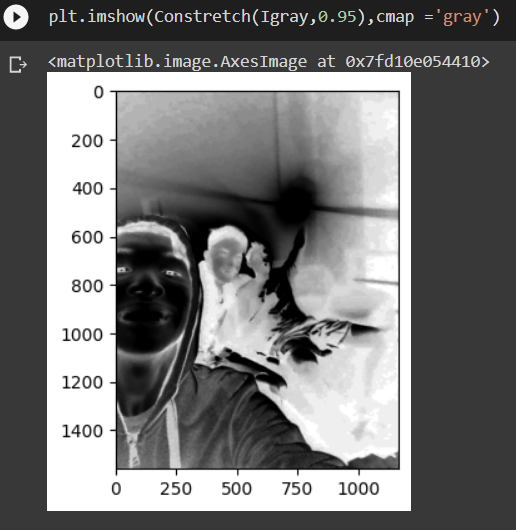 plt.imshow(Constretch(Igray,0.95),cmap ='gray')
<matplotlib.image.AxesImage at 0x7fd10e054410>
0
200
400
600
800
1000
1200
1400
0 250 500 750 1000